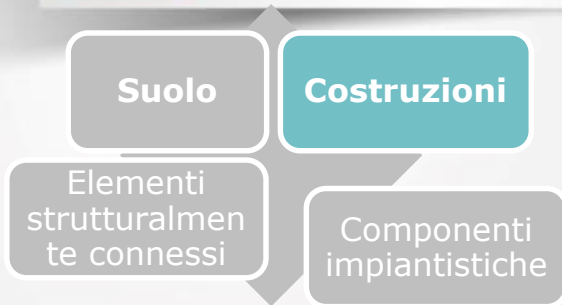 Suolo
Costruzioni
Elementi
strutturalmen
te connessi
Componenti
impiantistiche